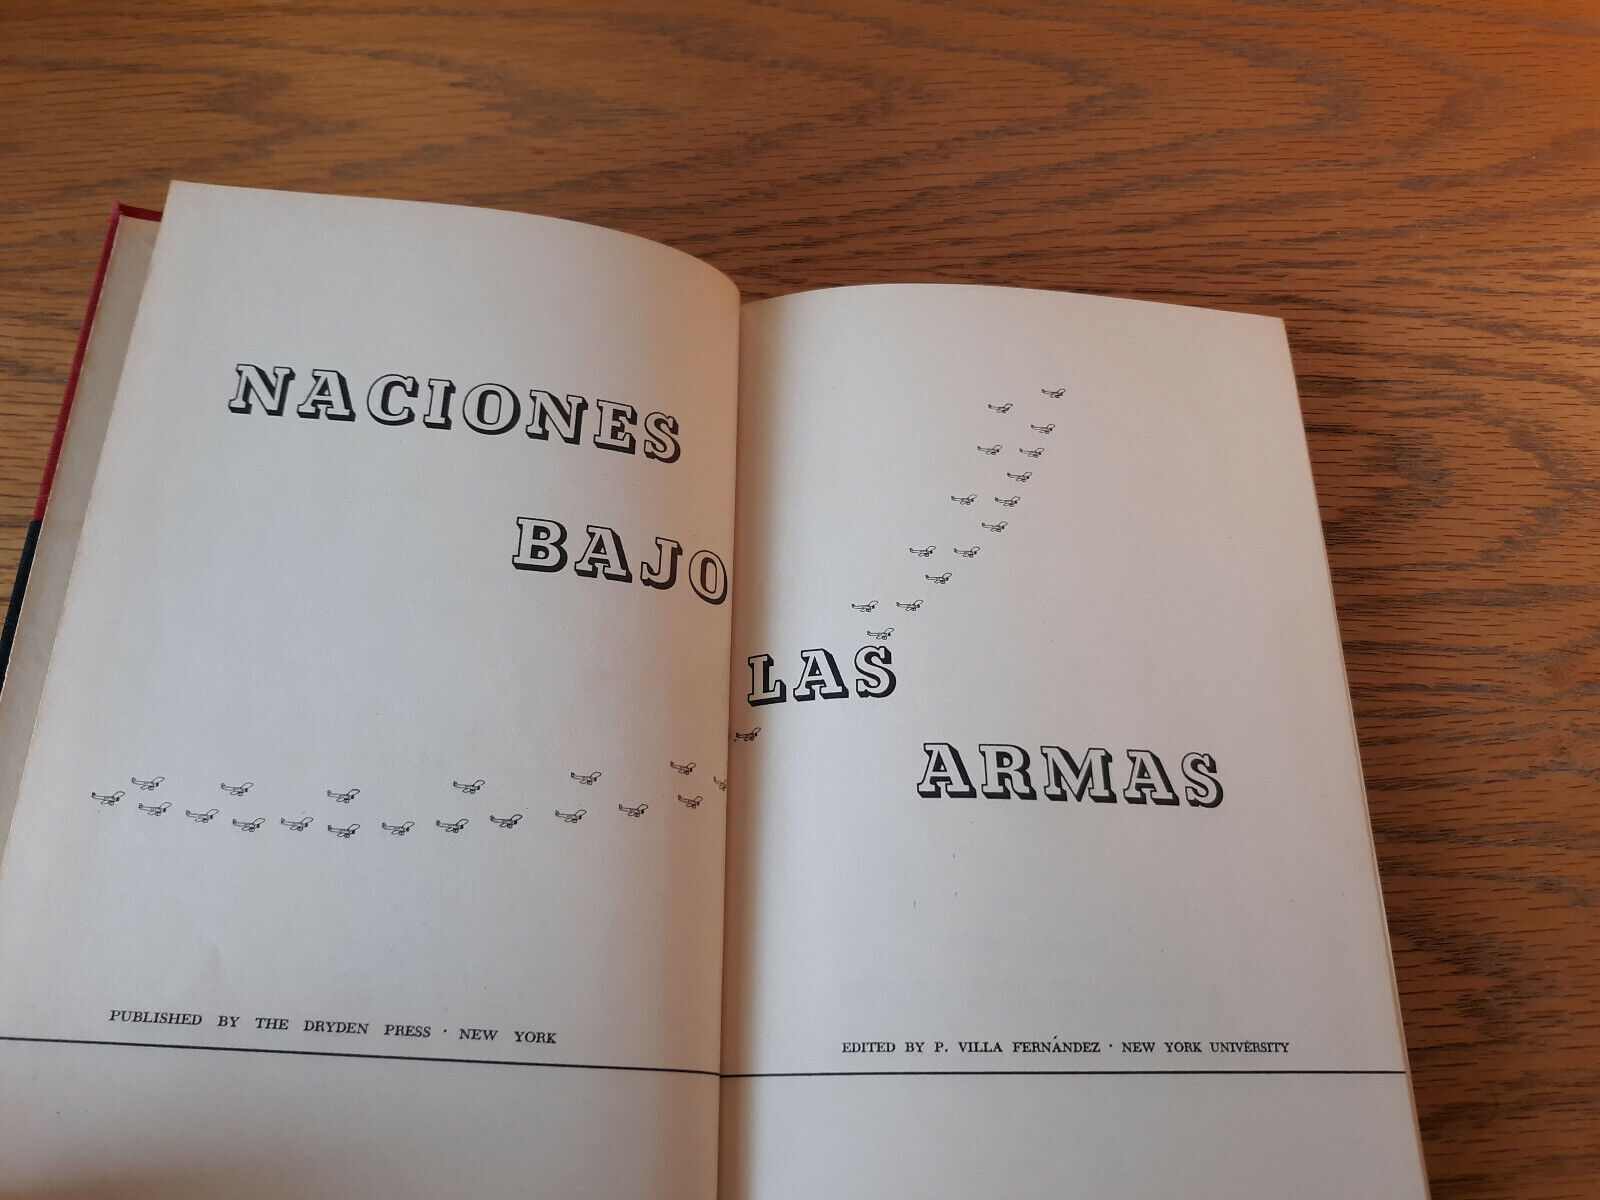 NACIONES
BAJO
LAS
ARMAS
PUBLISHED BY THE DRYDEN PRESS · NEW YORK
EDITED BY P. VILLA FERNÁNDEZ · NEW YORK UNIVERSITY